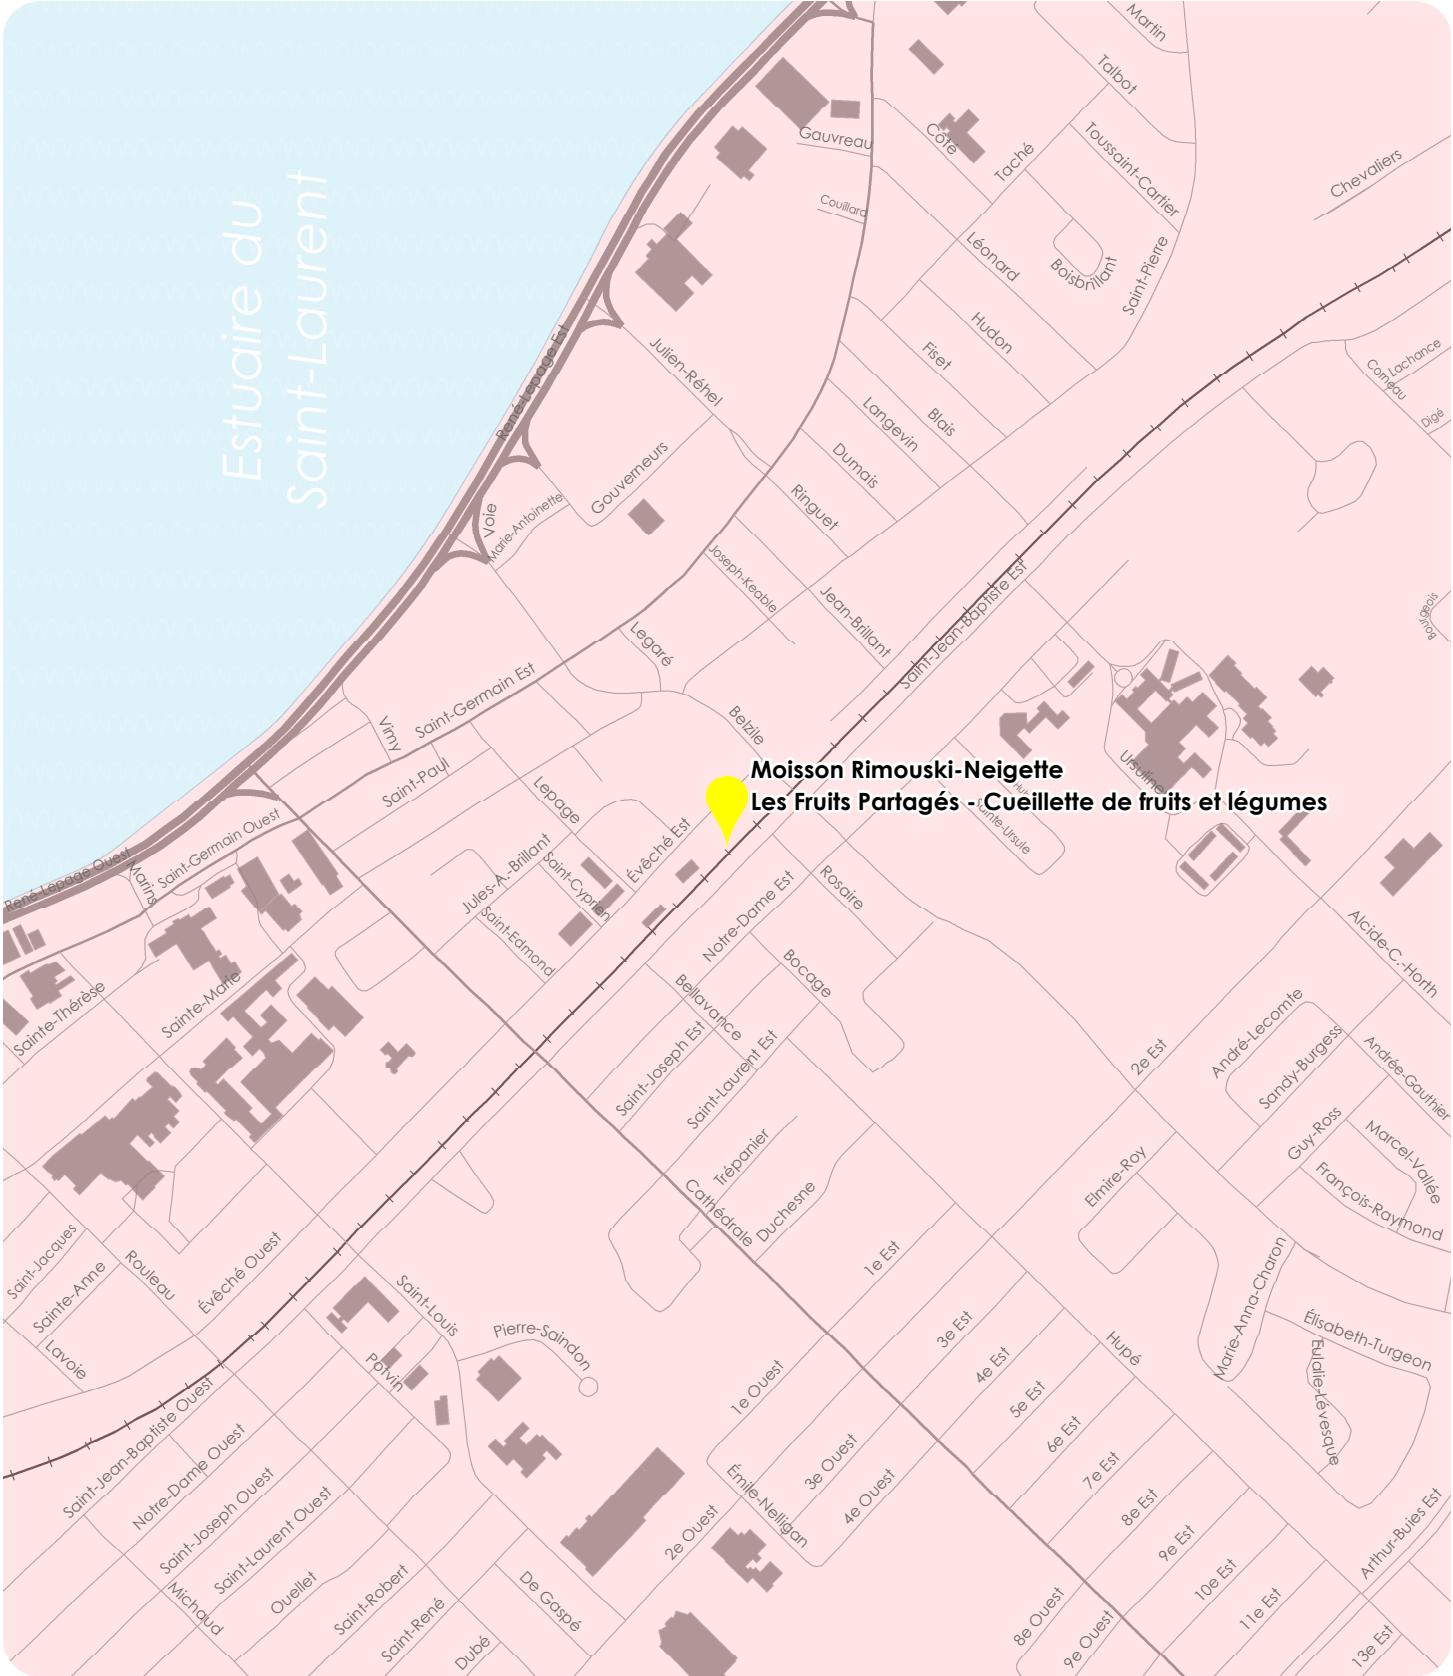 Martin
Talbot
Gauvreau
Côté
Taché
Toussaint-Cartier
Chevaliers
Couillard
Léonard
Boisbrillant
Saint-Pierre
Estuaire du
Saint-Laurent
René-Lepage Est
Julien-Réhel
Hudon
Fiset
Lachance
Comeau
Digé
Langevin
Blais
Dumais
Gouverneurs
Ringuet
Voie
Marie-Antoinette
Joseph-Keable
Jean-Brillant
Saint-Jean-Baptiste Est
Bourgeois
Legaré
Saint-Germain Est
Vimy
Belzile
Saint-Paul
Lepage
Ursulines
Moisson Rimouski-Neigette
Les Fruits Partagés - Cueillette de fruits et légumes
Sainte-Ursule
Saint-Germain Ouest
René-Lepage Ouest
Marins
Évêché Est
Jules-A.-Brillant
Saint-Cyprien
Saint-Edmond
Notre-Dame Est
Rosaire
Bocage
Bellavance
Alcide-C.-Horth
Sainte-Marie
Sainte-Thérèse
Saint-Joseph Est
Saint-Laurent Est
2e Est
André-Lecomte
Sandy-Burgess
Andrée-Gauthier
Guy-Ross
Marcel-Vallée
François-Raymond
Elmire-Roy
Trépanier
Cathédrale
Duchesne
1e Est
Saint-Jacques
Sainte-Anne
Rouleau
Évêché Ouest
Lavoie
Saint-Louis
Pierre-Saindon
Potvin
Marie-Anna-Charon
Élisabeth-Turgeon
Eulalie-Lévesque
3e Est
4e Est
Hupé
5e Est
6e Est
7e Est
8e Est
9e Est
10e Est
11e Est
13e Est
Arthur-Buies Est
1e Ouest
3e Ouest
4e Ouest
Émile-Nelligan
2e Ouest
Saint-Jean-Baptiste Ouest
Notre-Dame Ouest
Saint-Joseph Ouest
Saint-Laurent Ouest
Michaud
Ouellet
Saint-Robert
Saint-René
Dubé
De Gaspé
8e Ouest
9e Ouest